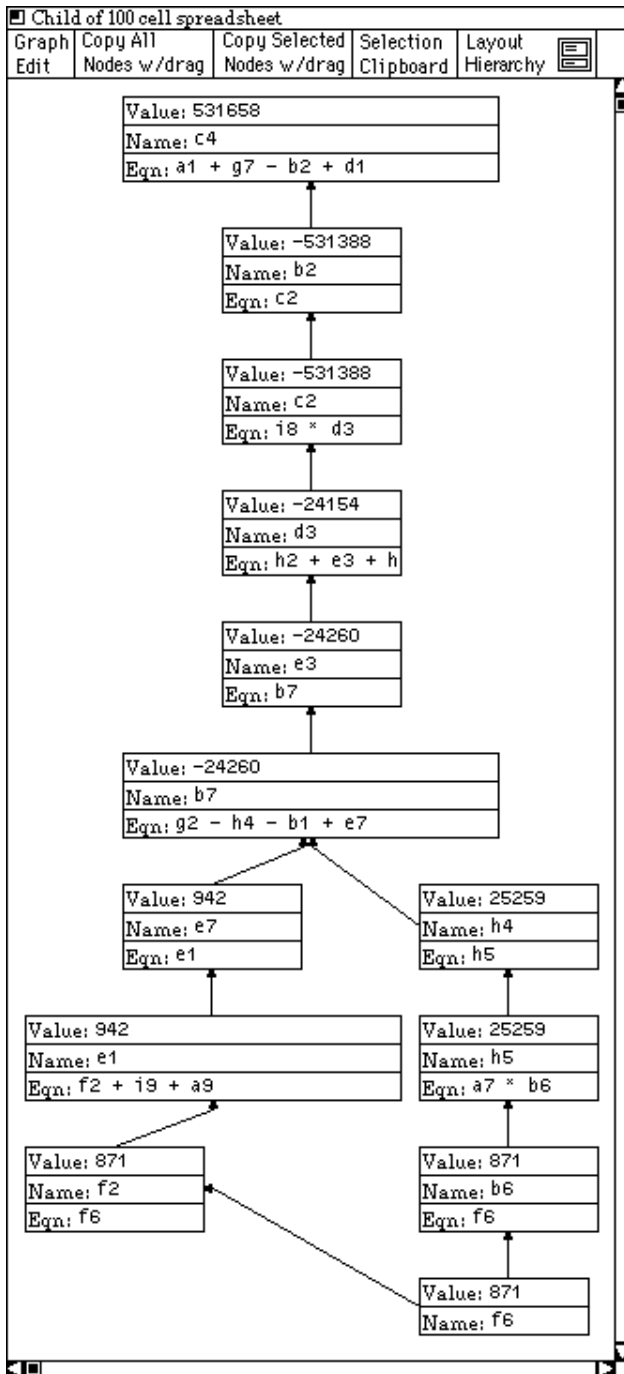 Child of 100 cell spreadsheet
Graph Copy All Copy Selected Selection Layout
Edit Nodes w/drag Nodes w/drag Clipboard Hierarchy
Value: 531658
Name: c4
Eqn: a1 + g7 - b2 + d1
Value: -531388
Name: b2
Eqn: c2
Value: -531388
Name: c2
Eqn: i8 * d3
Value: -24154
Name: d3
Eqn: h2 + e3 + h
Value: -24260
Name: e3
Eqn: b7
Value: -24260
Name: b7
Eqn: g2 - h4 - b1 + e7
Value: 942
Name: e7
Eqn: e1
Value: 25259
Name: h4
Eqn: h5
Value: 942
Name: e1
Eqn: f2 + i9 + a9
Value: 25259
Name: h5
Eqn: a7 * b6
Value: 871
Name: f2
Eqn: f6
Value: 871
Name: b6
Eqn: f6
Value: 871
Name: f6